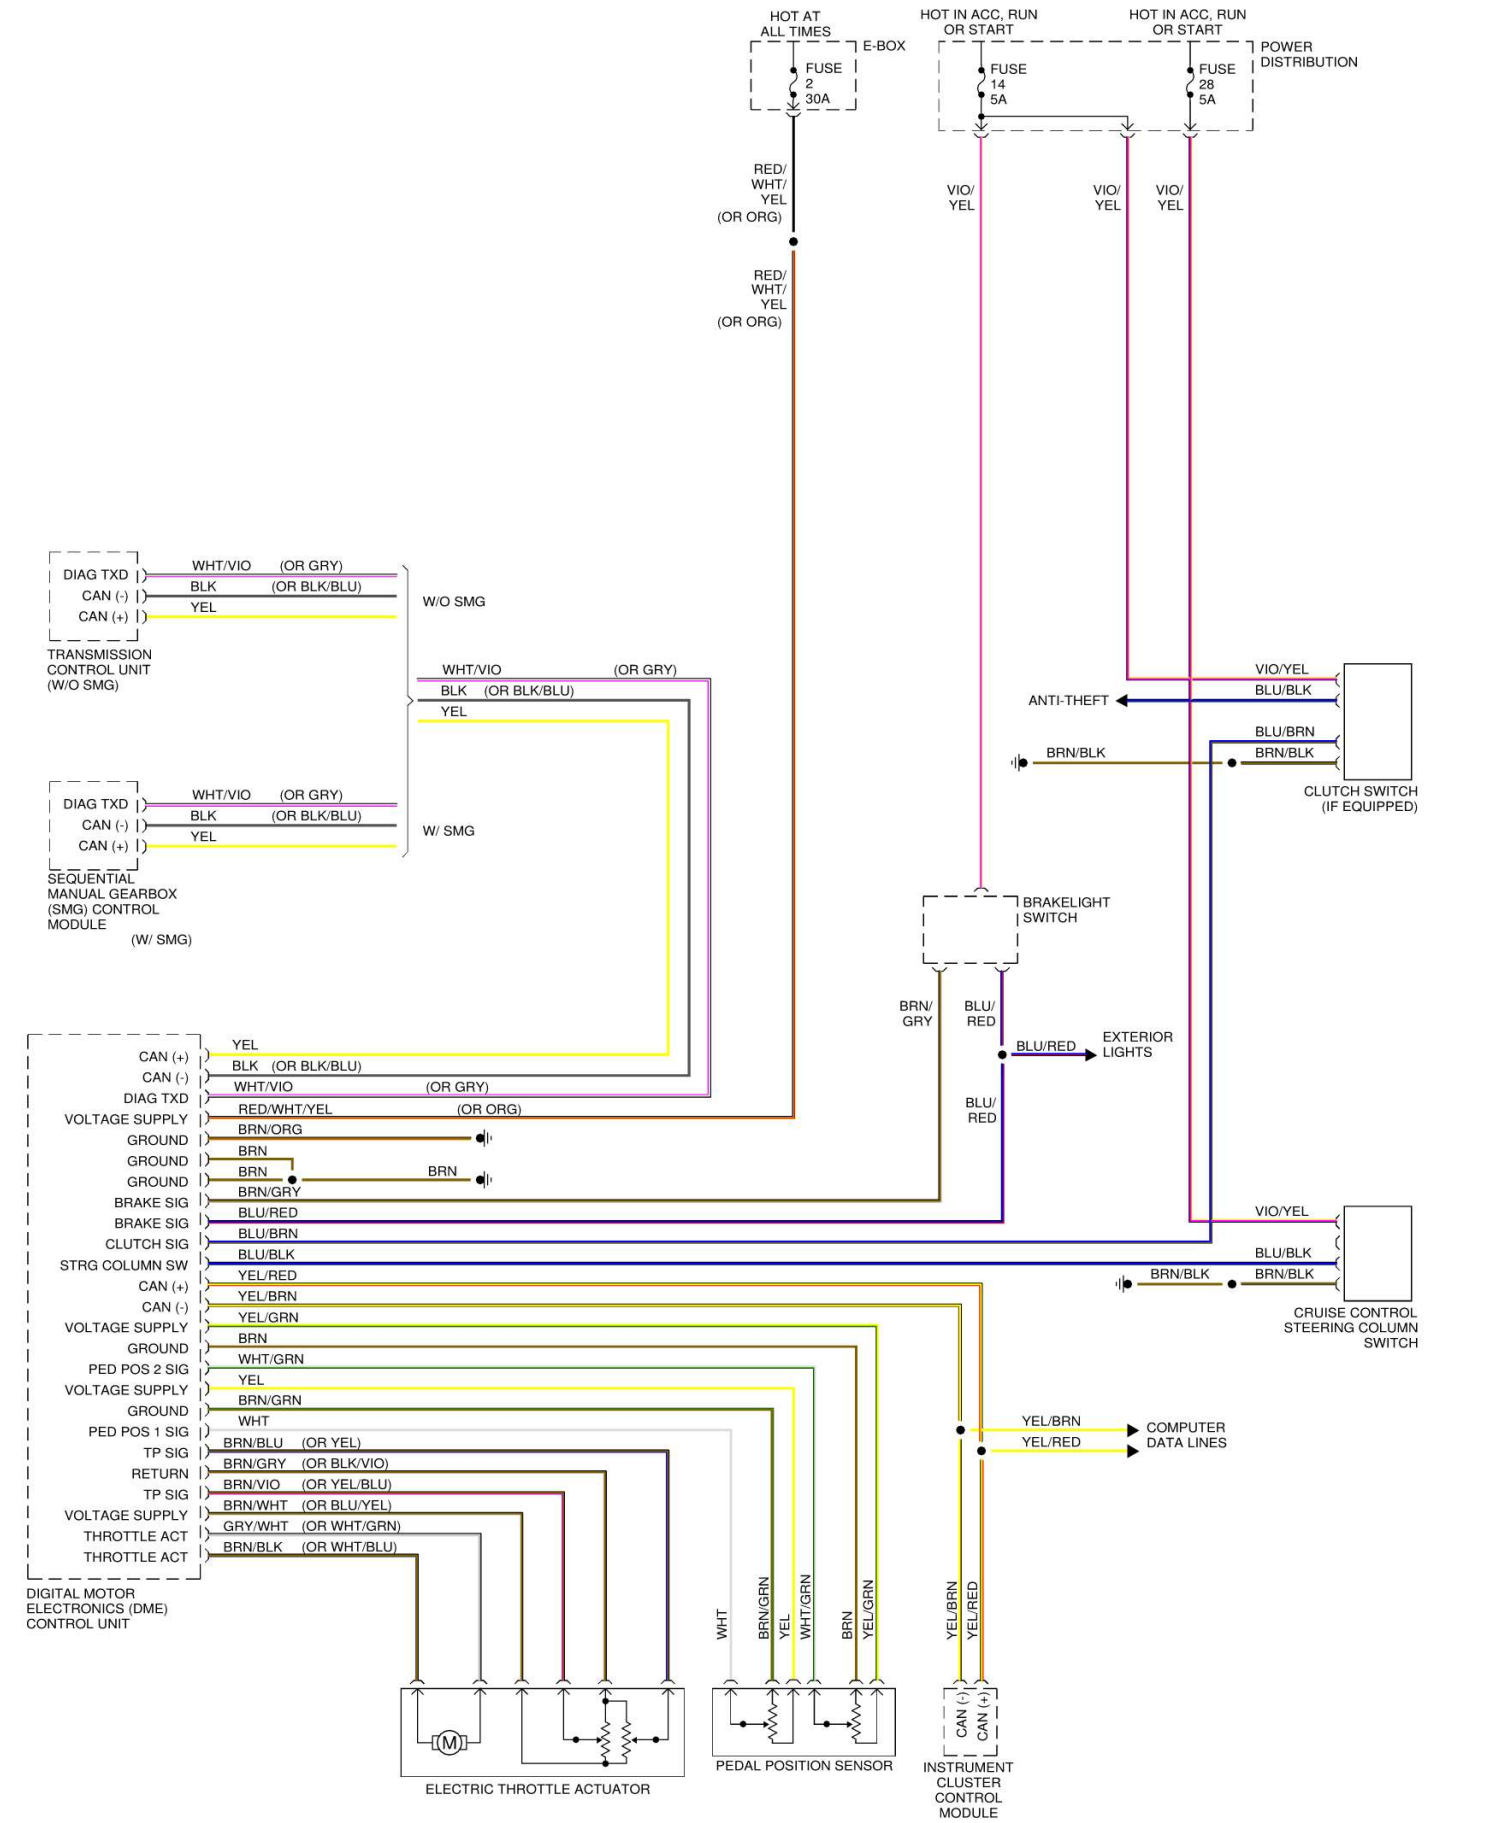 HOT AT
ALL TIMES
E-BOX
FUSE
2
30A
HOT IN ACC, RUN
OR START
HOT IN ACC, RUN
OR START
POWER
DISTRIBUTION
FUSE
14
5A
FUSE
28
5A
RED/
WHT/
YEL
(OR ORG)
VIO/
YEL
VIO/
YEL
VIO/
YEL
RED/
WHT/
YEL
(OR ORG)
DIAG TXD
CAN (-)
CAN (+)
WHT/VIO (OR GRY)
BLK (OR BLK/BLU)
YEL
W/O SMG
TRANSMISSION
CONTROL UNIT
(W/O SMG)
WHT/VIO (OR GRY)
BLK (OR BLK/BLU)
YEL
DIAG TXD
CAN (-)
CAN (+)
WHT/VIO (OR GRY)
BLK (OR BLK/BLU)
YEL
W/ SMG
SEQUENTIAL
MANUAL GEARBOX
(SMG) CONTROL
MODULE
(W/ SMG)
VIO/YEL
ANTI-THEFT
BLU/BLK
BLU/BRN
BRN/BLK
BRN/BLK
CLUTCH SWITCH
(IF EQUIPPED)
BRAKELIGHT
SWITCH
BRN/
GRY
BLU/
RED
BLU/RED
EXTERIOR
LIGHTS
BLU/
RED
CAN (+) YEL
CAN (-) BLK (OR BLK/BLU)
DIAG TXD WHT/VIO (OR GRY)
VOLTAGE SUPPLY RED/WHT/YEL (OR ORG)
GROUND BRN/ORG
GROUND BRN
GROUND BRN BRN
BRAKE SIG BRN/GRY
BRAKE SIG BLU/RED
CLUTCH SIG BLU/BRN
STRG COLUMN SW BLU/BLK
CAN (+) YEL/RED
CAN (-) YEL/BRN
VOLTAGE SUPPLY YEL/GRN
GROUND BRN
PED POS 2 SIG WHT/GRN
VOLTAGE SUPPLY YEL
GROUND BRN/GRN
PED POS 1 SIG WHT
TP SIG BRN/BLU (OR YEL)
RETURN BRN/GRY (OR BLK/VIO)
TP SIG BRN/VIO (OR YEL/BLU)
VOLTAGE SUPPLY BRN/WHT (OR BLU/YEL)
THROTTLE ACT GRY/WHT (OR WHT/GRN)
THROTTLE ACT BRN/BLK (OR WHT/BLU)
DIGITAL MOTOR
ELECTRONICS (DME)
CONTROL UNIT
VIO/YEL
BLU/BLK
BRN/BLK
BRN/BLK
CRUISE CONTROL
STEERING COLUMN
SWITCH
YEL/BRN
YEL/RED
COMPUTER
DATA LINES
WHT
BRN/GRN
YEL
WHT/GRN
BRN
YEL/GRN
YEL/BRN
YEL/RED
M
ELECTRIC THROTTLE ACTUATOR
PEDAL POSITION SENSOR
CAN (-)
CAN (+)
INSTRUMENT
CLUSTER
CONTROL
MODULE